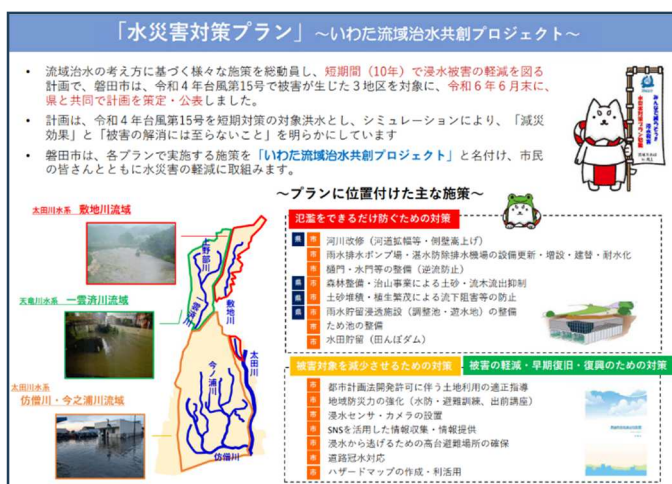 「水災害対策プラン」 ～いわた流域治水共創プロジェクト～
• 流域治水の考え方に基づく様々な施策を総動員し、短期間（10年）で浸水被害の軽減を図る
計画で、磐田市は、令和４年台風第15号で被害が生じた３地区を対象に、令和６年６月末に、
県と共同で計画を策定・公表しました。
• 計画は、令和４年台風第15号を短期対策の対象洪水とし、シミュレーションにより、「減災
効果」と「被害の解消には至らないこと」を明らかにしています
• 磐田市は、各プランで実施する施策を「いわた流域治水共創プロジェクト」と名付け、市民
の皆さんとともに水災害の軽減に取組みます。
～プランに位置付けた主な施策～
太田川水系 敷地川流域
天竜川水系 一雲済川流域
太田川水系
仿僧川・今之浦川流域
上野部川
一雲済川
敷地川
太田川
今ノ浦川
仿僧川
氾濫をできるだけ防ぐための対策
県 市 河川改修（河道拡幅等・側壁嵩上げ）
市 雨水排水ポンプ場・湛水防除排水機場の設備更新・増設・建替・耐水化
市 樋門・水門等の整備（逆流防止）
県 市 森林整備・治山事業による土砂・流木流出抑制
県 市 土砂堆積・植生繁茂による流下阻害等の防止
県 市 雨水貯留浸透施設（調整池・遊水地）の整備
市 ため池の整備
市 水田貯留（田んぼダム）
被害対象を減少させるための対策
被害の軽減・早期復旧・復興のための対策
市 都市計画法開発許可に伴う土地利用の適正指導
市 地域防災力の強化（水防・避難訓練、出前講座）
市 浸水センサ・カメラの設置
市 SNSを活用した情報収集・情報提供
市 浸水から逃げるための高台避難場所の確保
市 道路冠水対応
市 ハザードマップの作成・利活用